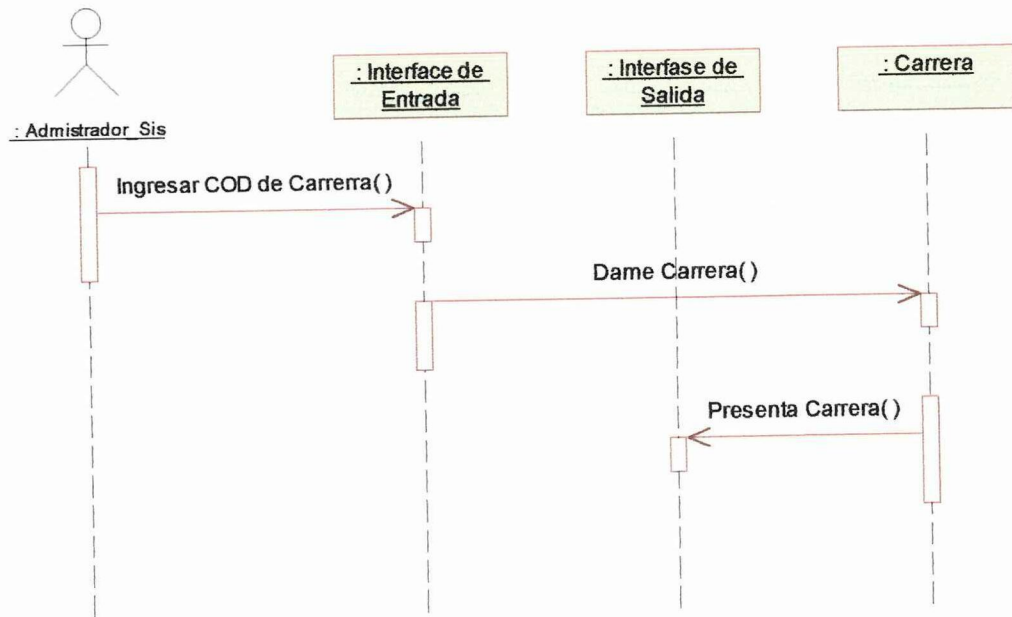 : Interface de
Entrada
: Interfase de
Salida
: Carrera
: Admistrador_Sis
Ingresar COD de Carrerra( )
Dame Carrera( )
Presenta Carrera( )